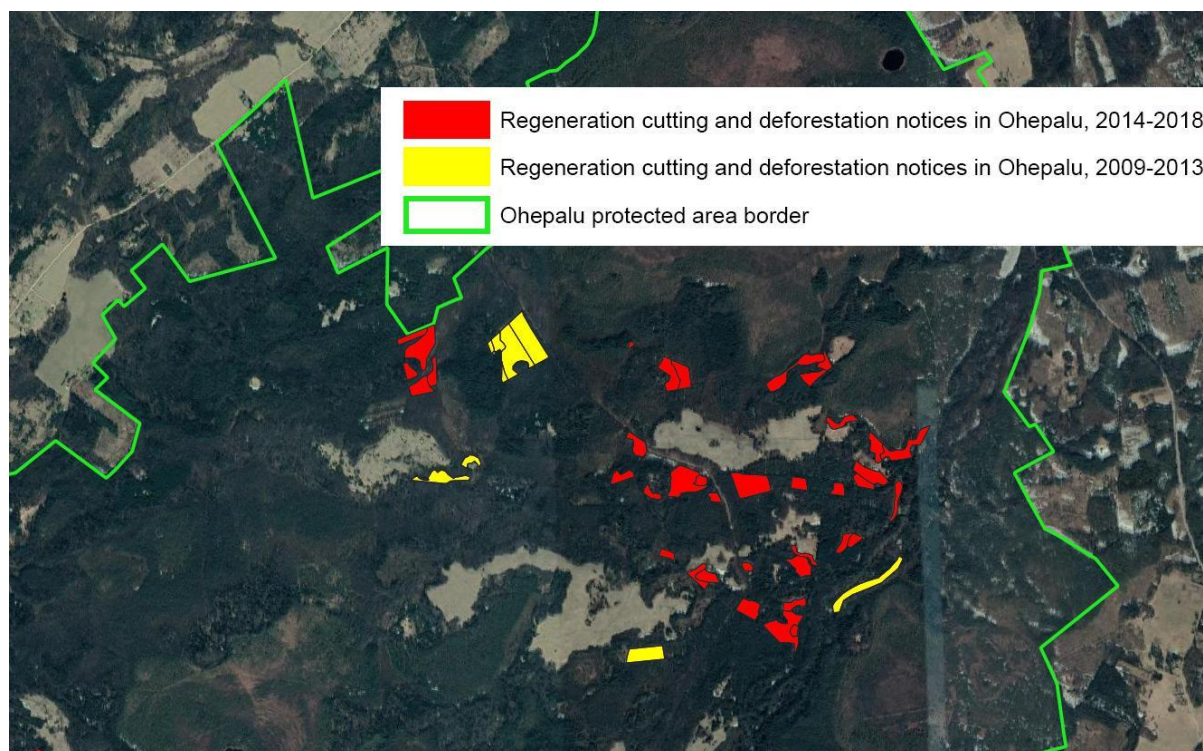 Regeneration cutting and deforestation notices in Ohepalu, 2014-2018
Regeneration cutting and deforestation notices in Ohepalu, 2009-2013
Ohepalu protected area border